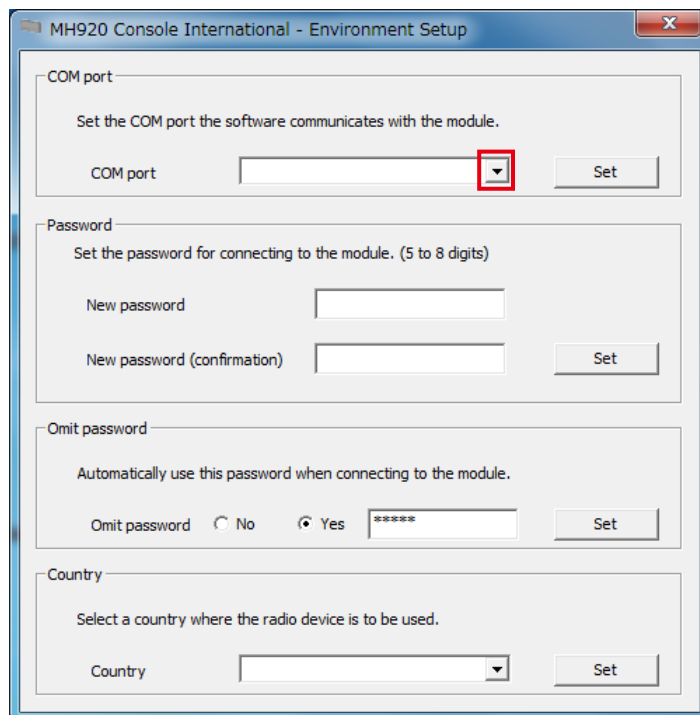 MH920 Console International - Environment Setup
COM port
Set the COM port the software communicates with the module.
COM port
Set
Password
Set the password for connecting to the module. (5 to 8 digits)
New password
New password (confirmation)
Set
Omit password
Automatically use this password when connecting to the module.
Omit password No Yes ***** Set
Country
Select a country where the radio device is to be used.
Country
Set